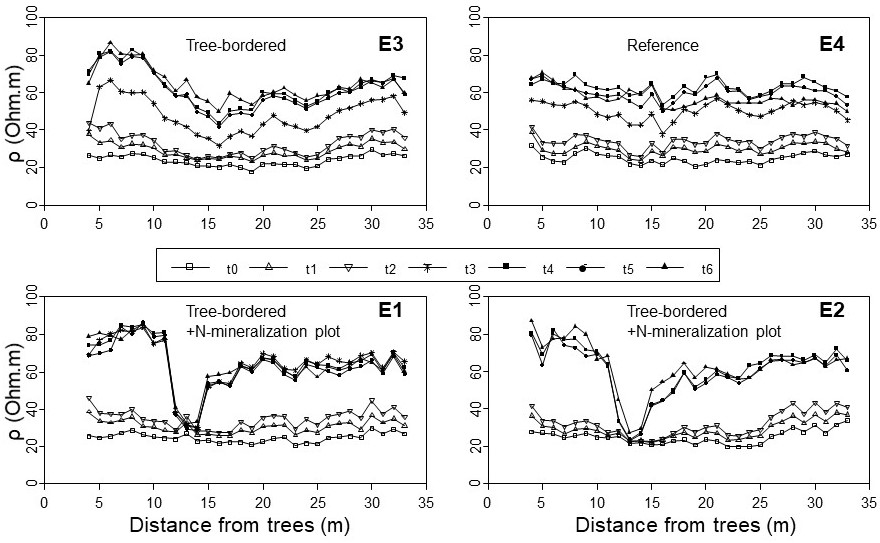 100
80
60
40
20
0
ρ (Ohm.m)
Tree-bordered
E3
0 5 10 15 20 25 30 35
100
80
60
40
20
0
Reference
E4
0 5 10 15 20 25 30 35
t0 t1 t2 t3 t4 t5 t6
100
80
60
40
20
0
ρ (Ohm.m)
Tree-bordered
+N-mineralization plot
E1
0 5 10 15 20 25 30 35
Distance from trees (m)
100
80
60
40
20
0
Tree-bordered
+N-mineralization plot
E2
0 5 10 15 20 25 30 35
Distance from trees (m)